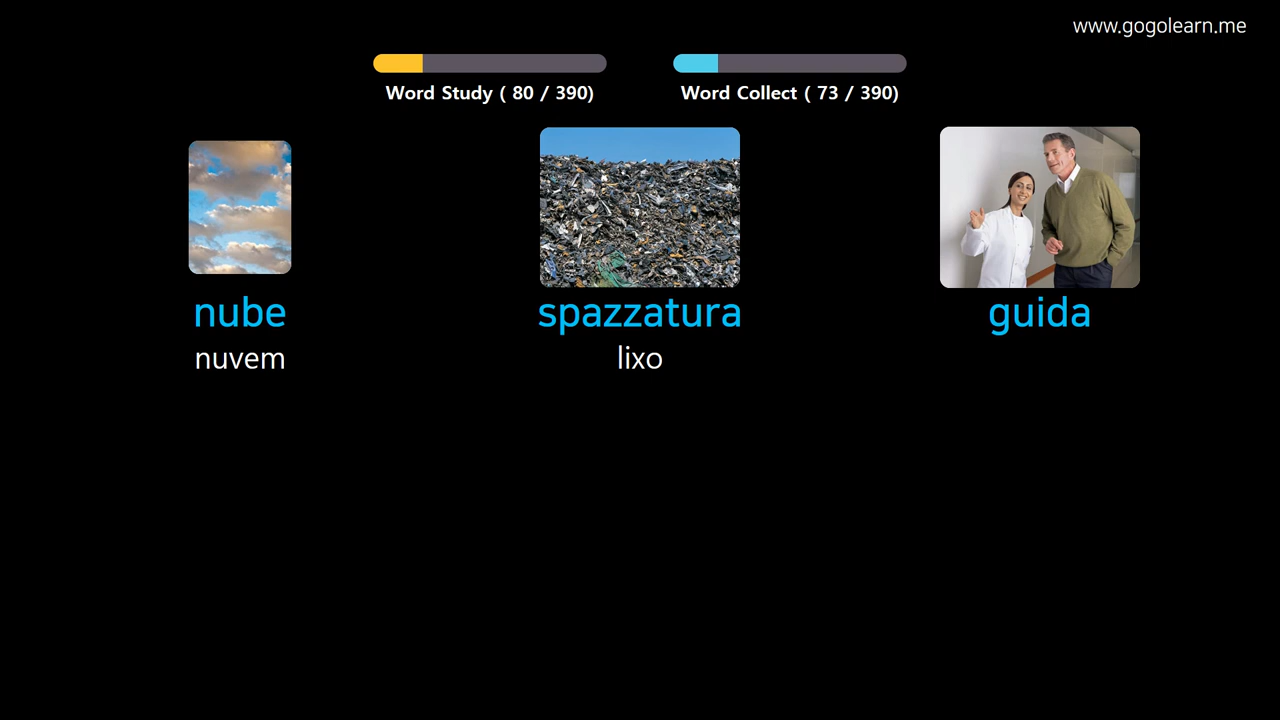 www.gogolearn.me
Word Study ( 80 / 390)
Word Collect ( 73 / 390)
nube
spazzatura
guida
nuvem
lixo